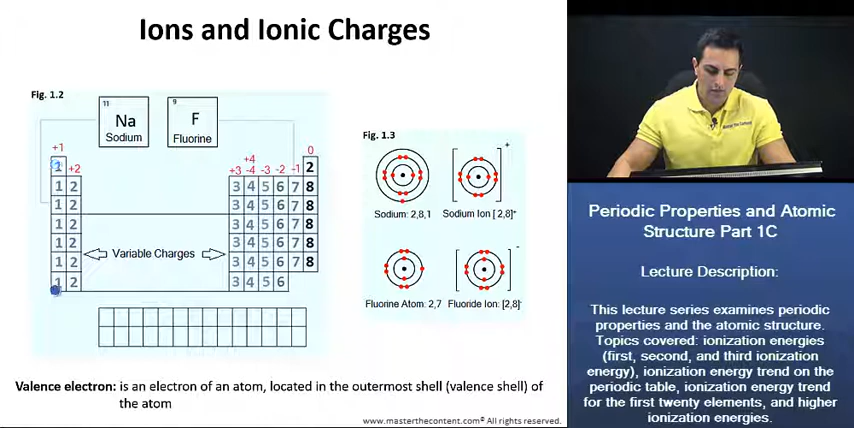 Ions and Ionic Charges
Fig. 1.2
11
Na
Sodium
9
F
Fluorine
+1
+2
+3
+4
-4
-3
-2
-1
0
1 2
1 2 3 4 5 6 7 8
1 2 3 4 5 6 7 8
1 2 3 4 5 6 7 8
1 2 3 4 5 6 7 8
1 2 3 4 5 6 7 8
1 2 3 4 5 6
Variable Charges
Fig. 1.3
+
Sodium: 2,8,1
Sodium Ion [2,8]+
-
Fluorine Atom: 2,7
Fluoride Ion: [2,8]-
Valence electron: is an electron of an atom, located in the outermost shell (valence shell) of
the atom
www.masterthecontent.com® All rights reserved.
Periodic Properties and Atomic
Structure Part 1C
Lecture Description:
This lecture series examines periodic
properties and the atomic structure.
Topics covered: ionization energies
(first, second, and third ionization
energy), ionization energy trend on the
periodic table, ionization energy trend
for the first twenty elements, and higher
ionization energies.